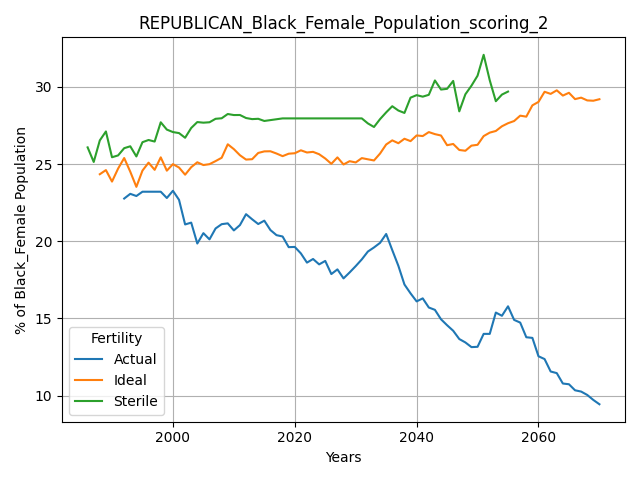 REPUBLICAN_Black_Female_Population_scoring_2
% of Black_Female Population
30
25
20
15
10
Fertility
Actual
Ideal
Sterile
2000 2020 2040 2060
Years